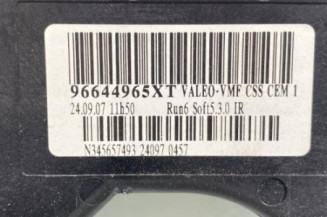 96644965XT VALEO-VMF CSS CEM 1
24.09.07 11h50 Run6 Soft5.3.0 IR
N345657493 24097 0457